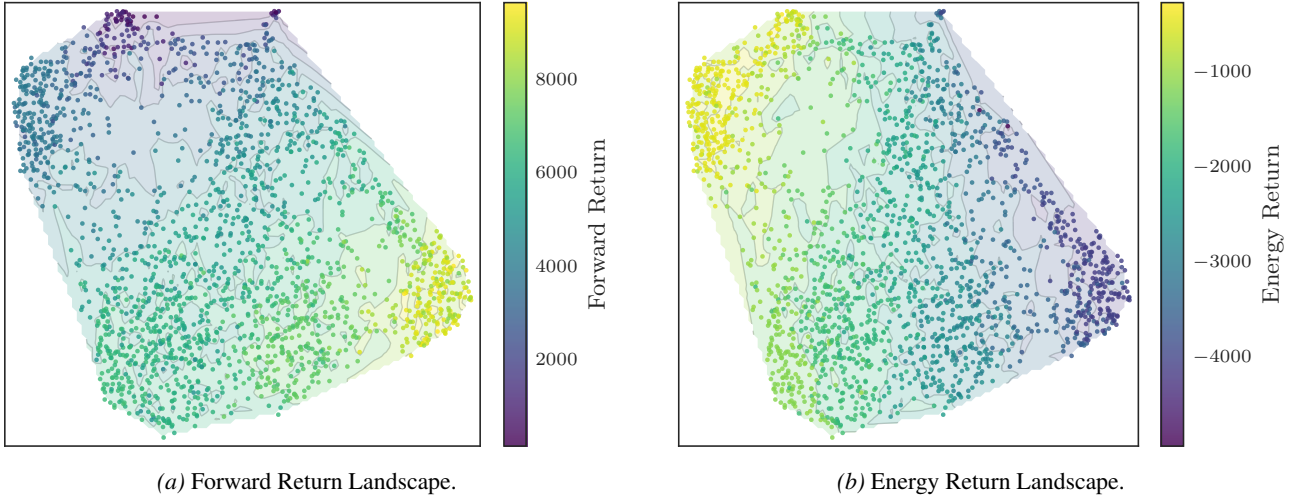 8000
6000
4000
2000
Forward Return
−1000
−2000
−3000
−4000
Energy Return
(a) Forward Return Landscape.
(b) Energy Return Landscape.